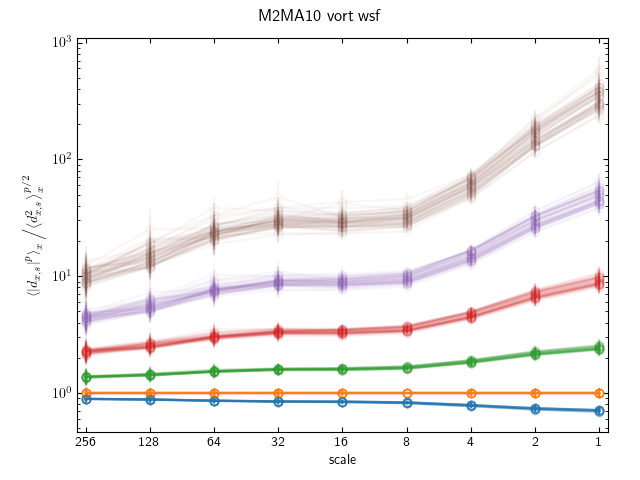 M2MA10 vort wsf
10³
10²
10¹
10⁰
⟨|d_{x,s}|^p⟩_x / ⟨d²_{x,s}⟩_x^{p/2}
256 128 64 32 16 8 4 2 1
scale